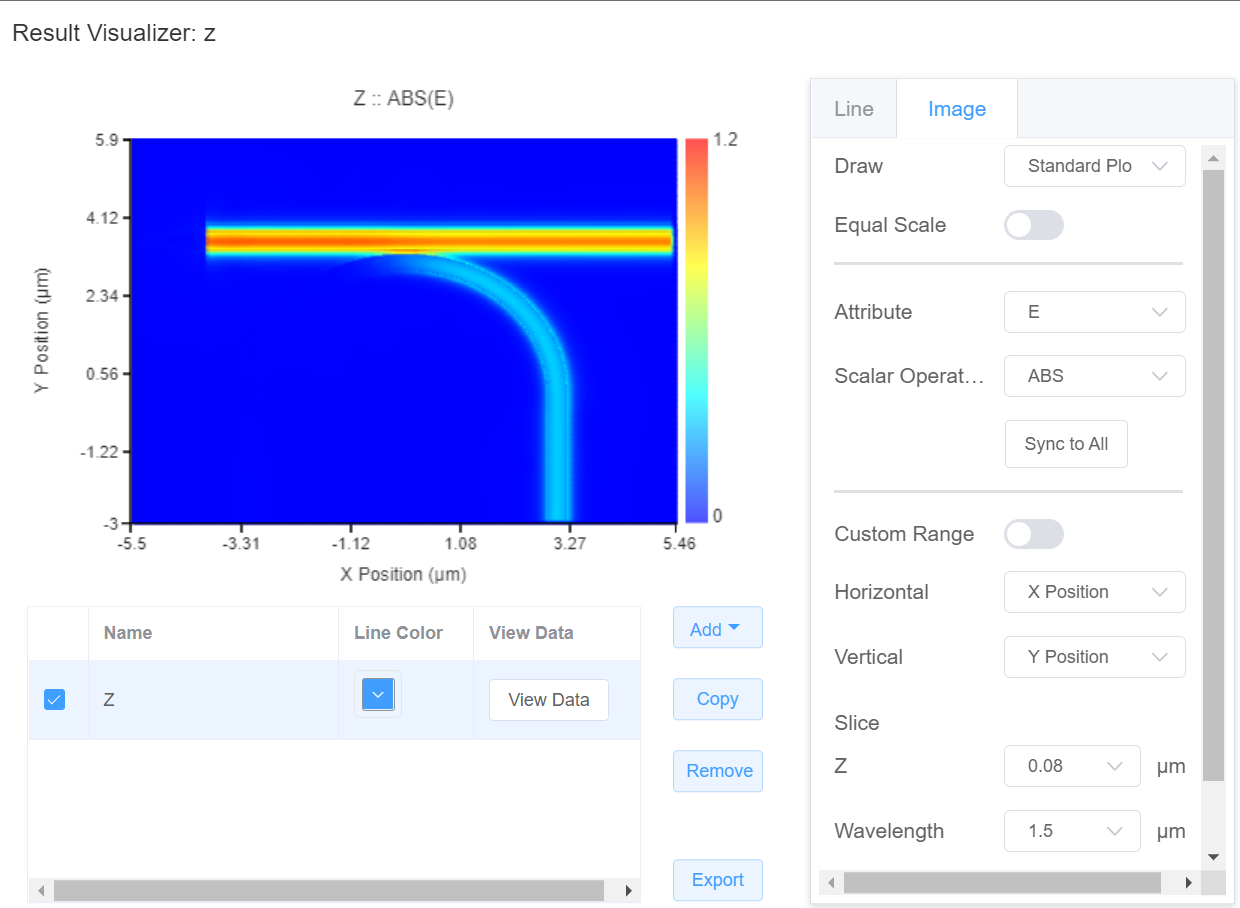 Result Visualizer: z
Z :: ABS(E)
5.9
4.12
2.34
0.56
-1.22
-3
Y Position (μm)
-5.5 -3.31 -1.12 1.08 3.27 5.46
X Position (μm)
1.2
0
Name Line Color View Data
Z View Data
Add
Copy
Remove
Export
Line Image
Draw Standard Plo
Equal Scale
Attribute E
Scalar Operat... ABS
Sync to All
Custom Range
Horizontal X Position
Vertical Y Position
Slice
Z 0.08 μm
Wavelength 1.5 μm